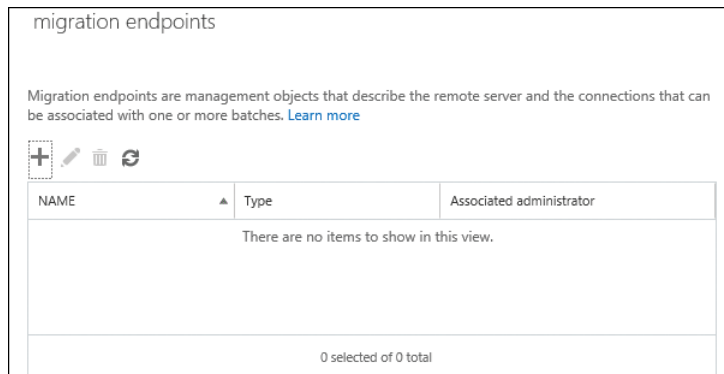 migration endpoints
Migration endpoints are management objects that describe the remote server and the connections that can
be associated with one or more batches. Learn more
NAME Type Associated administrator
There are no items to show in this view.
0 selected of 0 total